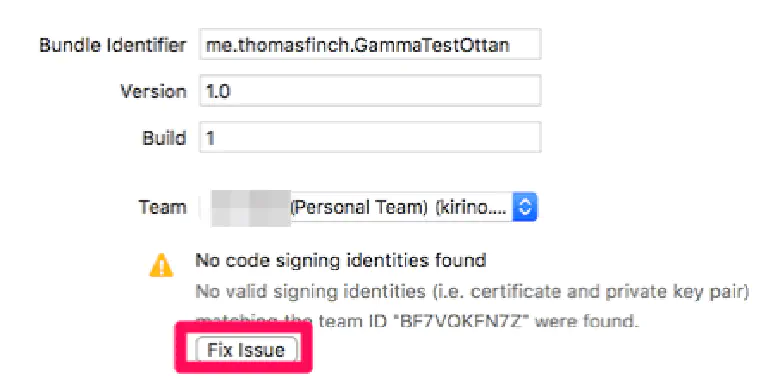 Bundle Identifier me.thomasfinch.GammaTestOttan
Version 1.0
Build 1
Team (Personal Team) (kirino....
No code signing identities found
No valid signing identities (i.e. certificate and private key pair)
matching the team ID "BF7VQKFN7Z" were found.
Fix Issue